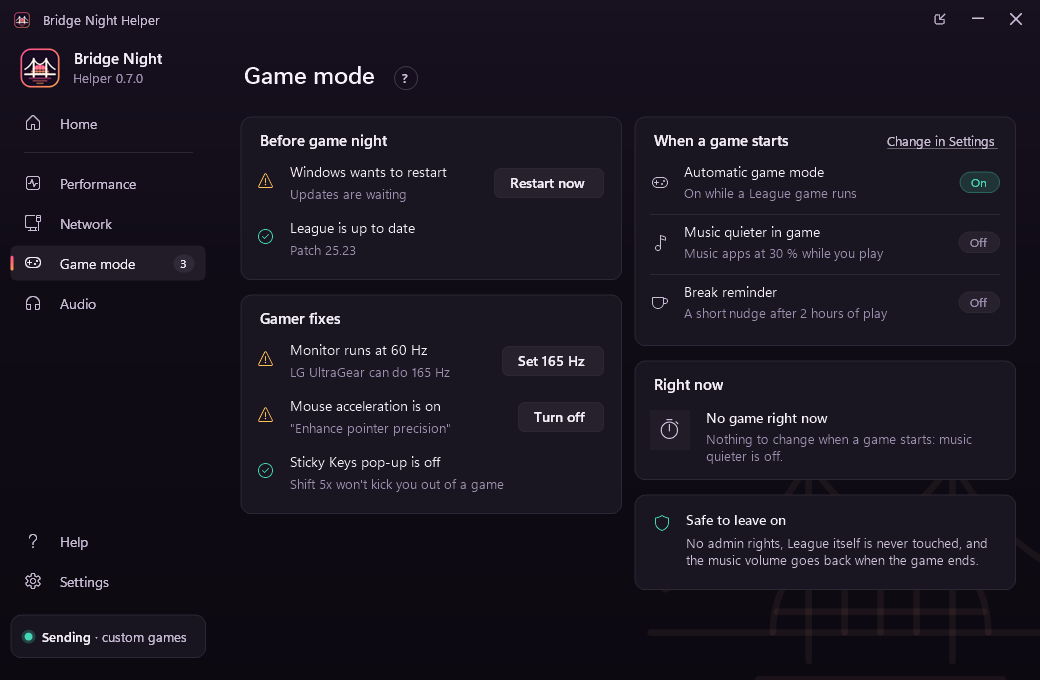 Bridge Night Helper
Bridge Night
Helper 0.7.0
Home
Performance
Network
Game mode 3
Audio
Help
Settings
Sending · custom games
Game mode ?
Before game night
Windows wants to restart
Updates are waiting
Restart now
League is up to date
Patch 25.23
Gamer fixes
Monitor runs at 60 Hz
LG UltraGear can do 165 Hz
Set 165 Hz
Mouse acceleration is on
"Enhance pointer precision"
Turn off
Sticky Keys pop-up is off
Shift 5x won't kick you out of a game
When a game starts
Change in Settings
Automatic game mode
On while a League game runs
On
Music quieter in game
Music apps at 30 % while you play
Off
Break reminder
A short nudge after 2 hours of play
Off
Right now
No game right now
Nothing to change when a game starts: music
quieter is off.
Safe to leave on
No admin rights, League itself is never touched, and
the music volume goes back when the game ends.